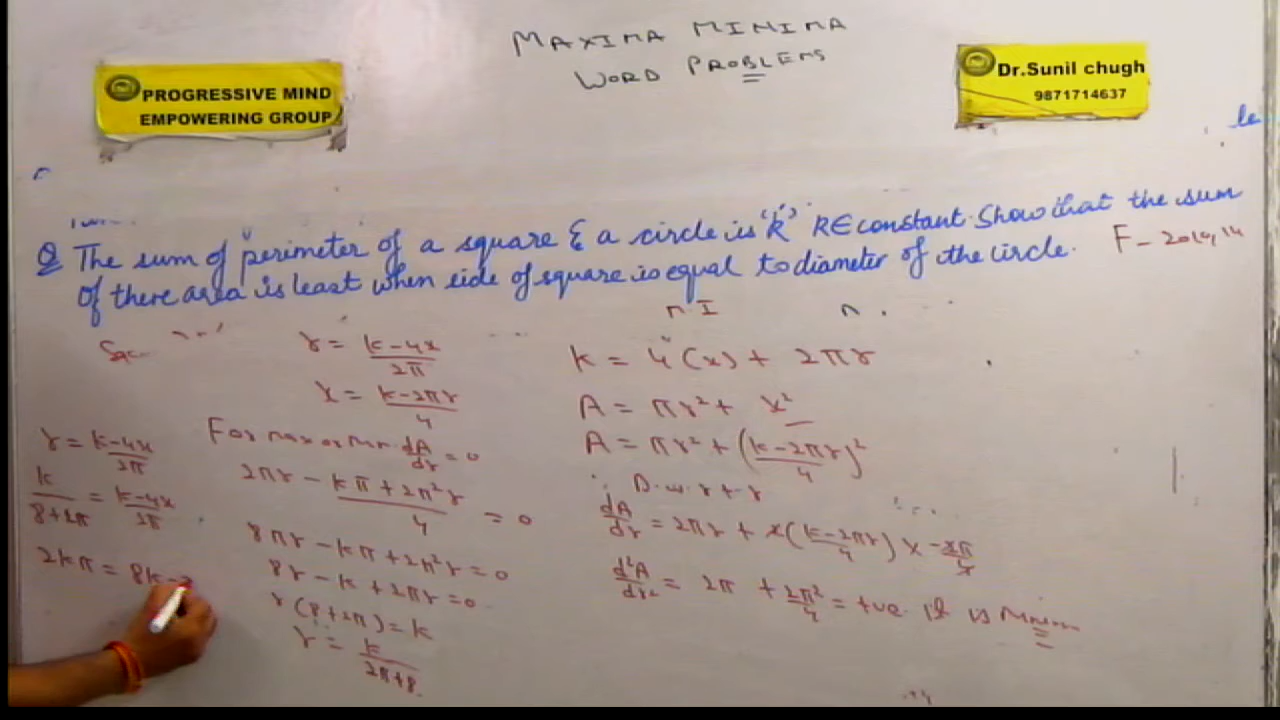 MAXIMA MINIMA
WORD PROBLEMS
PROGRESSIVE MIND
EMPOWERING GROUP
Dr.Sunil chugh
9871714637
le
Q The sum of perimeter of a square & a circle is 'k' k∈constant. Show that the sum
of there area is least when side of square is equal to diameter of the circle.
F - 2010, 14
r = (k-4x)/2π
x = (k-2πr)/4
For max or Min. dA/dr = 0
2πr - (kπ + 2π²r)/4 = 0
8πr - kπ + 2π²r = 0
8r - k + 2πr = 0
r(8+2π) = k
r = k/(2π+8)
k = 4(x) + 2πr
A = πr² + x²
A = πr² + ((k-2πr)/4)²
D. w. r. t. r
dA/dr = 2πr + 2((k-2πr)/4) × -2π/4
d²A/dr² = 2π + 2π²/4 = +ve. It is Minimum
r = (k-4x)/2π
k/(8+2π) = (k-4x)/2π
2kπ = 8k